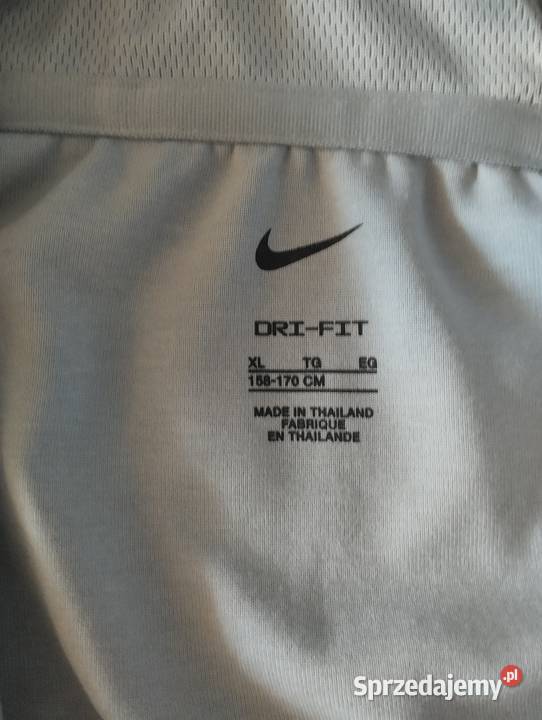 DRI-FIT
XL TG EG
158-170 CM
MADE IN THAILAND
FABRIQUE
EN THAILANDE
Sprzedajemy.pl